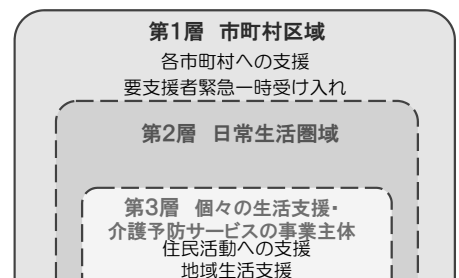 第1層 市町村区域
各市町村への支援
要支援者緊急一時受け入れ
第2層 日常生活圏域
第3層 個々の生活支援・
介護予防サービスの事業主体
住民活動への支援
地域生活支援